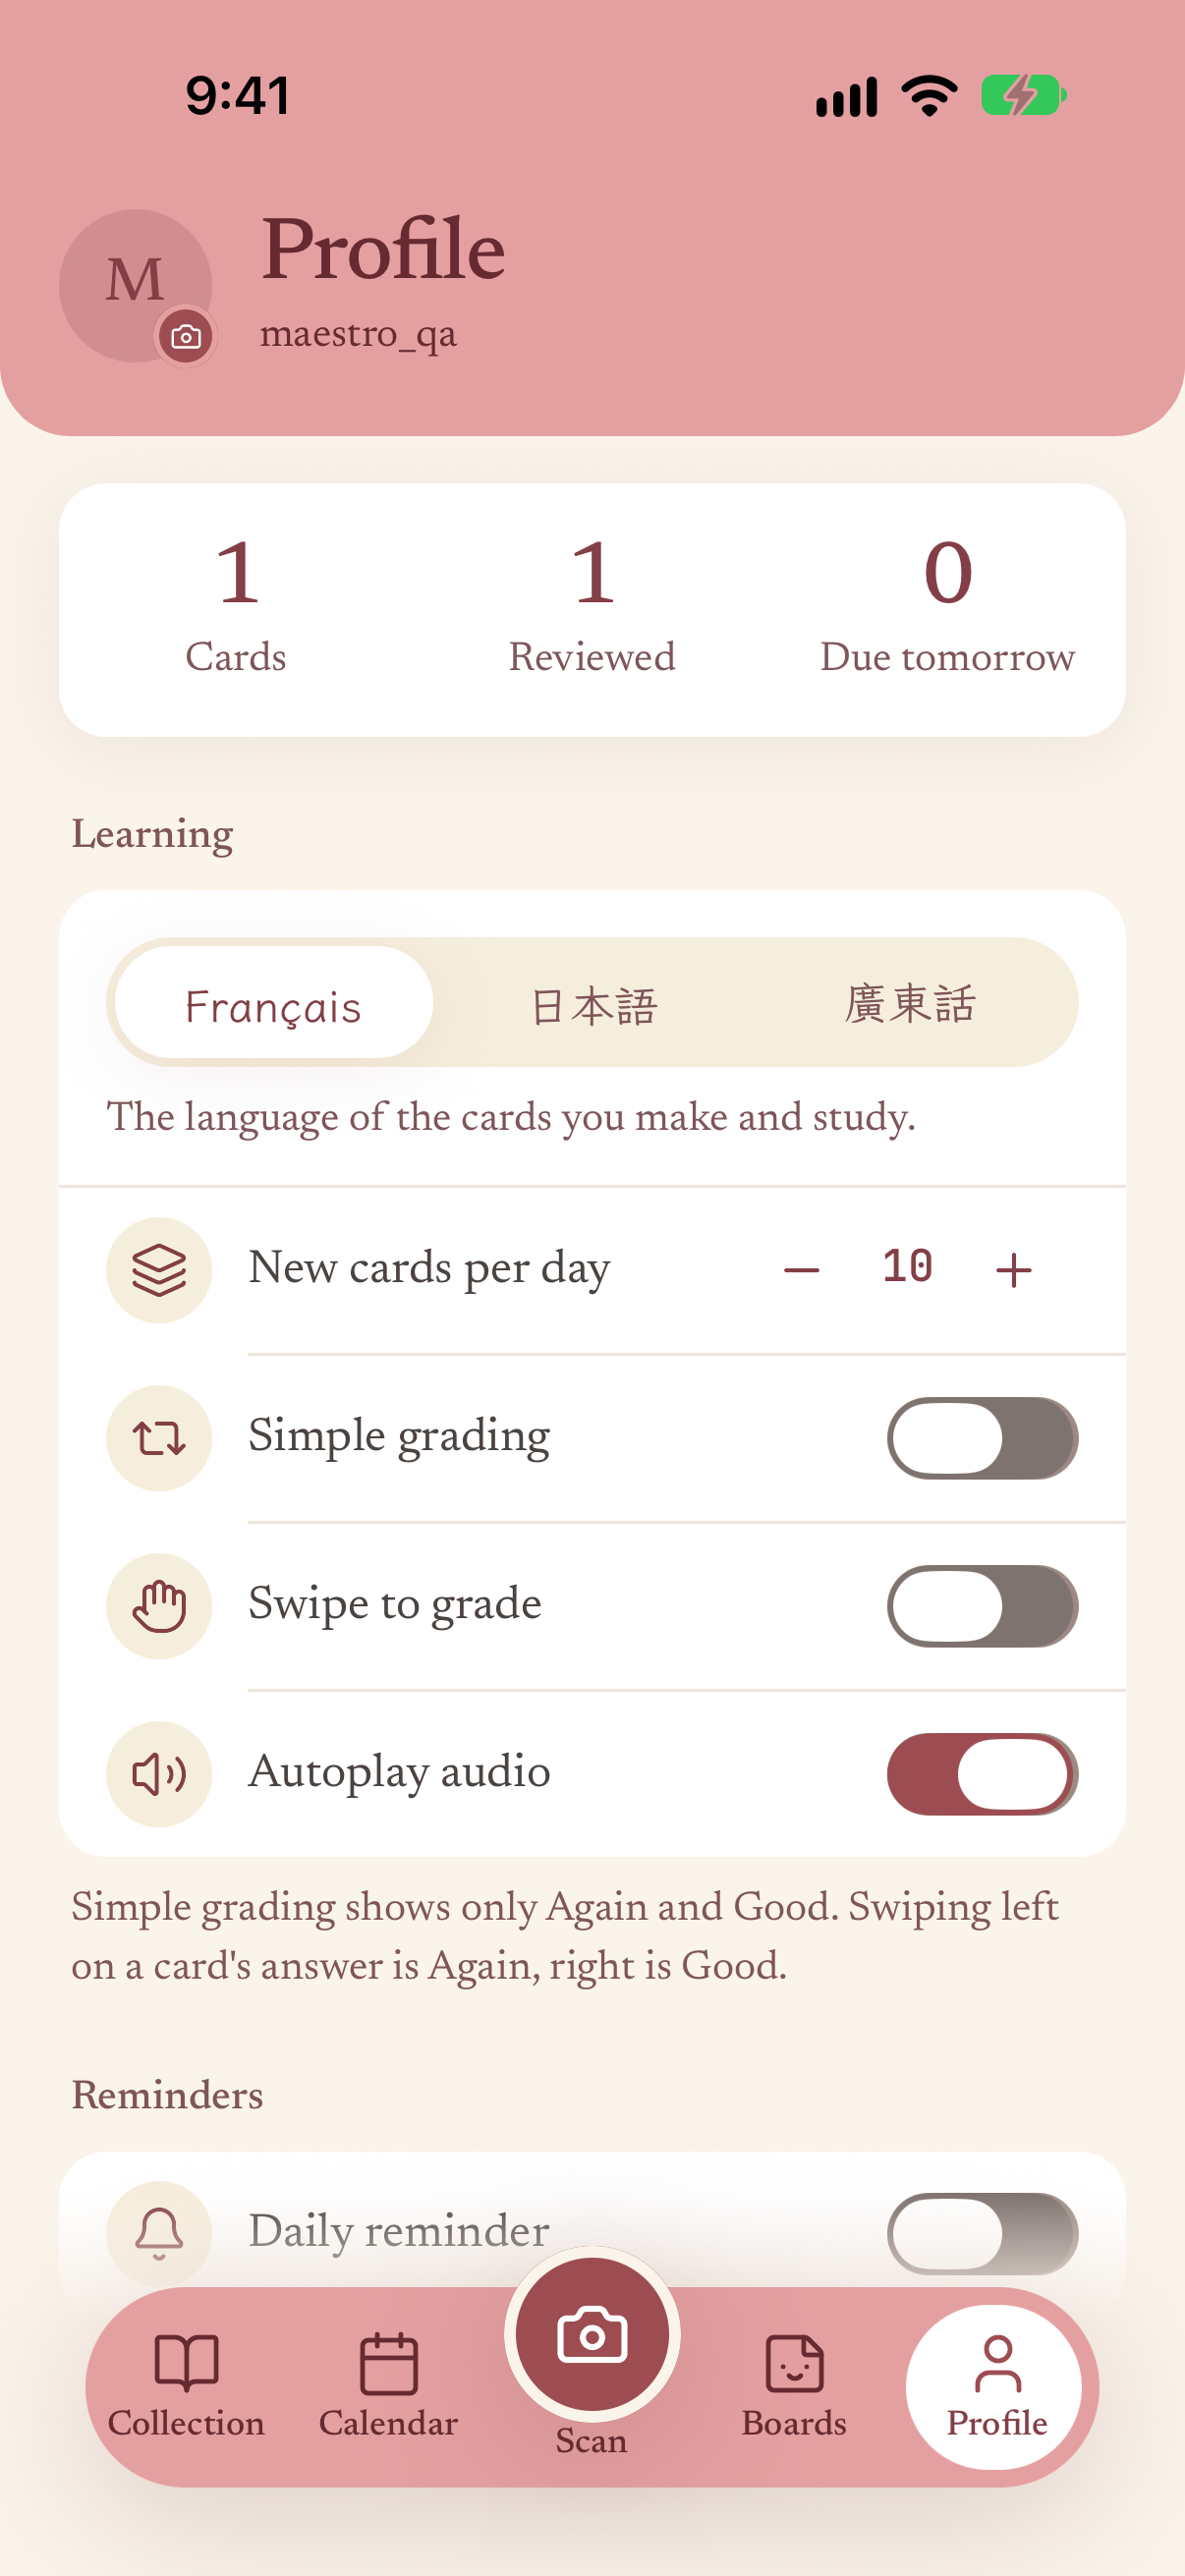 9:41
M
Profile
maestro_qa
1
Cards
1
Reviewed
0
Due tomorrow
Learning
Français
日本語
廣東話
The language of the cards you make and study.
New cards per day
10
Simple grading
Swipe to grade
Autoplay audio
Simple grading shows only Again and Good. Swiping left
on a card's answer is Again, right is Good.
Reminders
Daily reminder
Collection
Calendar
Scan
Boards
Profile